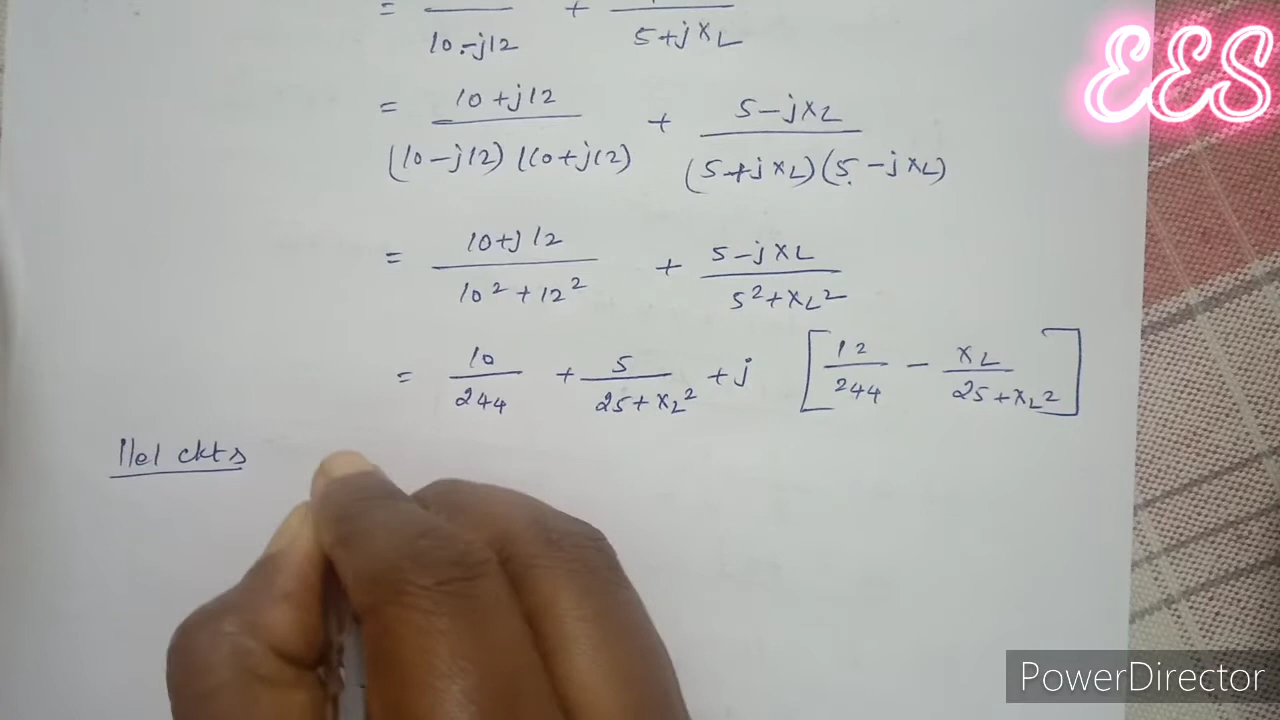 EES
= + 
10-j12 5+jXL
= 10+j12 / (10-j12)(10+j12) + 5-jXL / (5+jXL)(5-jXL)
= 10+j12 / 10²+12² + 5-jXL / 5²+XL²
= 10/244 + 5/25+XL² +j [12/244 - XL/25+XL²]
llel ckts
PowerDirector